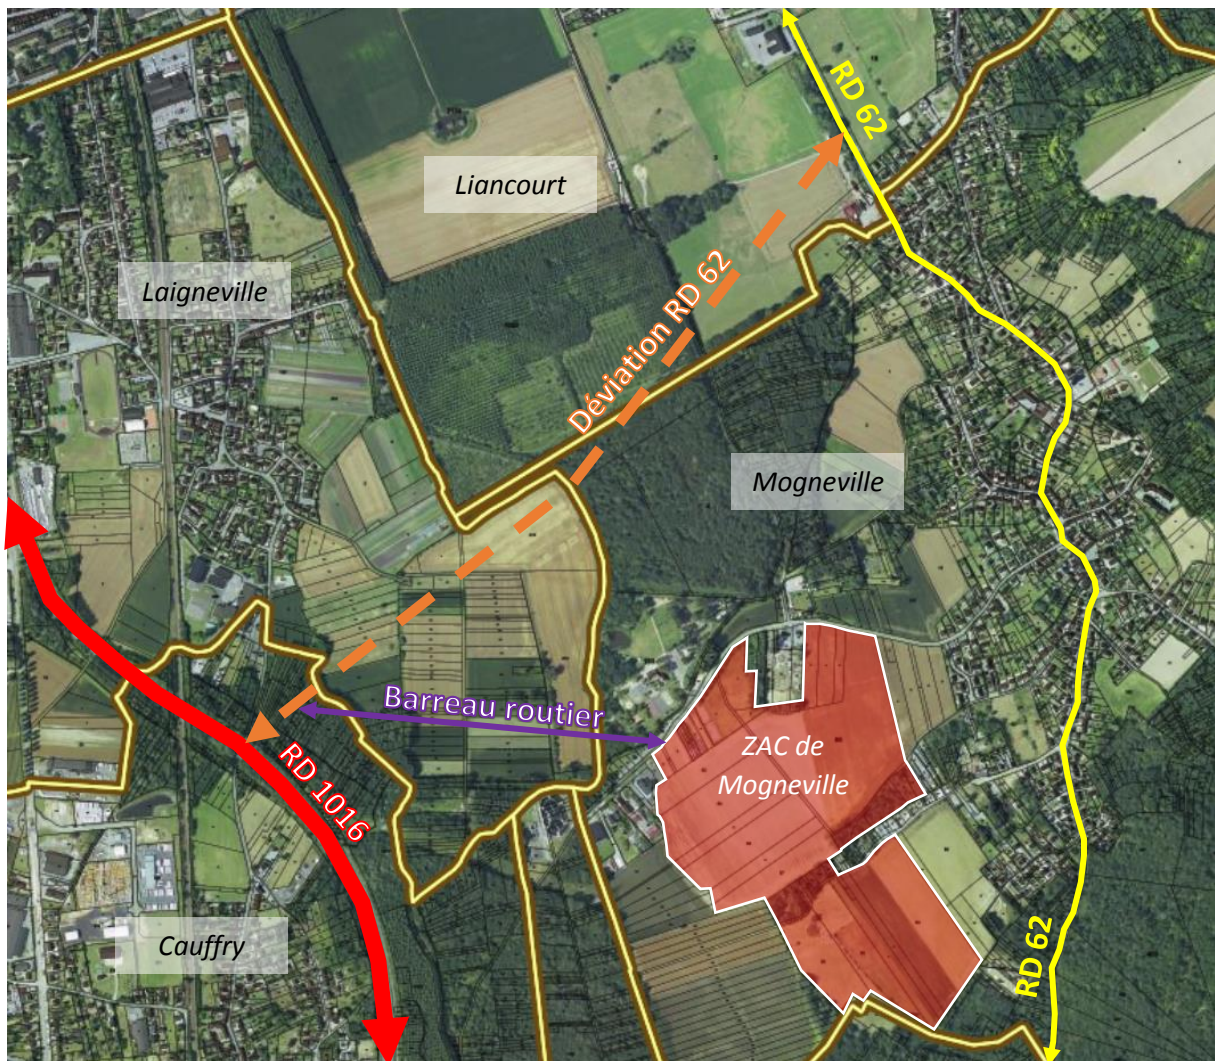 RD 62
Liancourt
Laigneville
Déviation RD 62
Mogneville
Barreau routier
ZAC de
Mogneville
RD 1016
Cauffry
RD 62